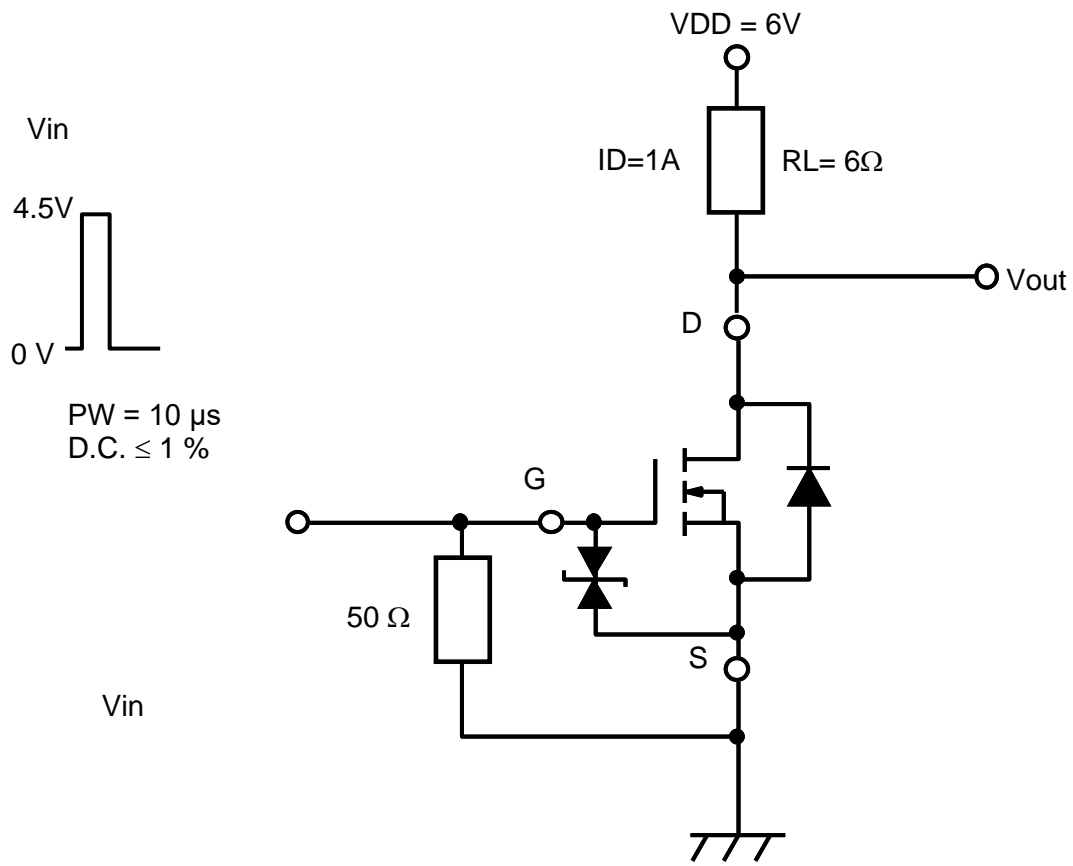 VDD = 6V
Vin
ID=1A
RL= 6Ω
4.5V
Vout
D
0 V
PW = 10 µs
D.C. ≤ 1 %
G
50 Ω
S
Vin